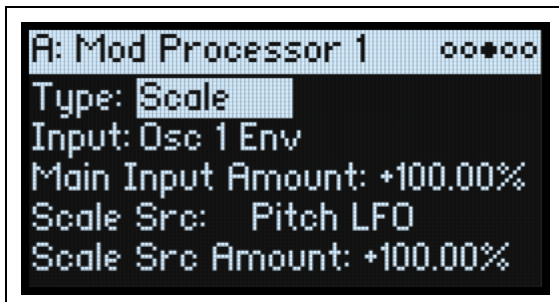 A: Mod Processor 1
Type: Scale
Input: Osc 1 Env
Main Input Amount: +100.00%
Scale Src: Pitch LFO
Scale Src Amount: +100.00%